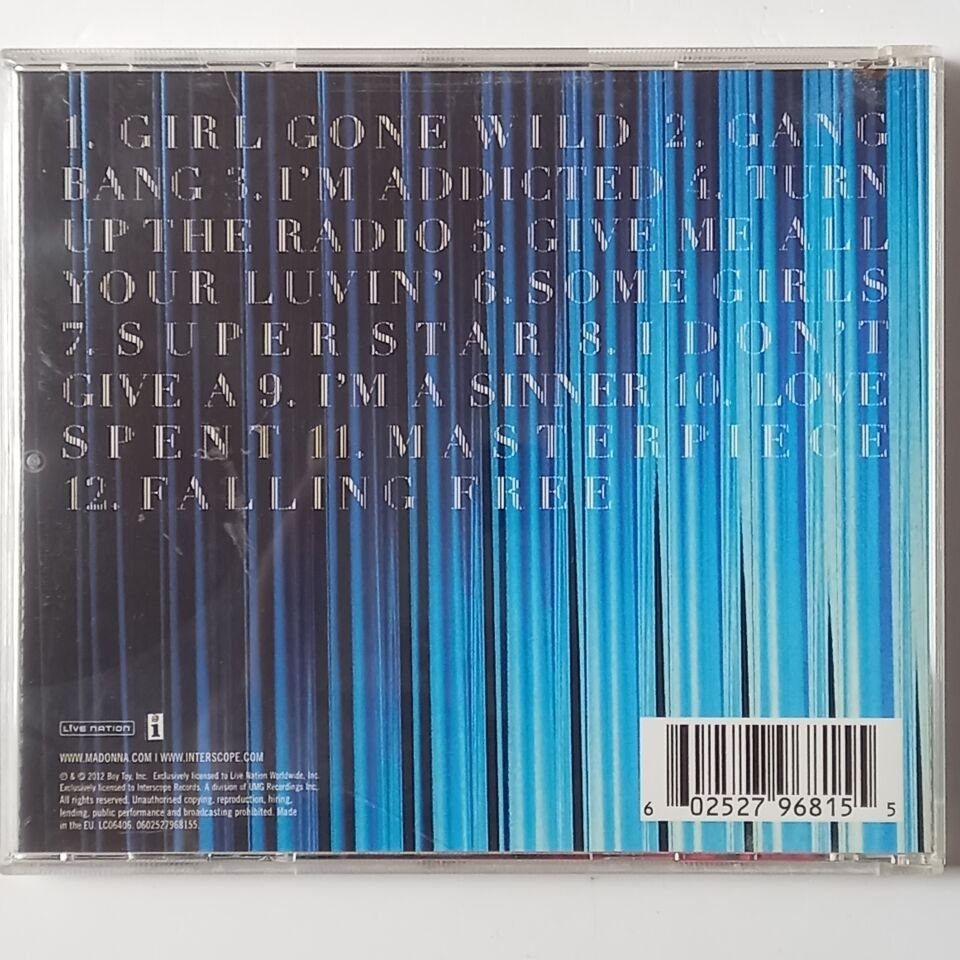 1. GIRL GONE WILD 2. GANG
BANG 3. I'M ADDICTED 4. TURN
UP THE RADIO 5. GIVE ME ALL
YOUR LUVIN' 6. SOME GIRLS
7. SUPERSTAR 8. I DON'T
GIVE A 9. I'M A SINNER 10. LOVE
SPENT 11. MASTERPIECE
12. FALLING FREE
LIVE NATION i
WWW.MADONNA.COM I WWW.INTERSCOPE.COM
℗ & © 2012 Boy Toy, Inc. Exclusively licensed to Live Nation Worldwide, Inc.
Exclusively licensed to Interscope Records. A division of UMG Recordings Inc.
All rights reserved. Unauthorised copying, reproduction, hiring,
lending, public performance and broadcasting prohibited. Made
in the EU. LC06406. 0602527968155.
6 02527 96815 5